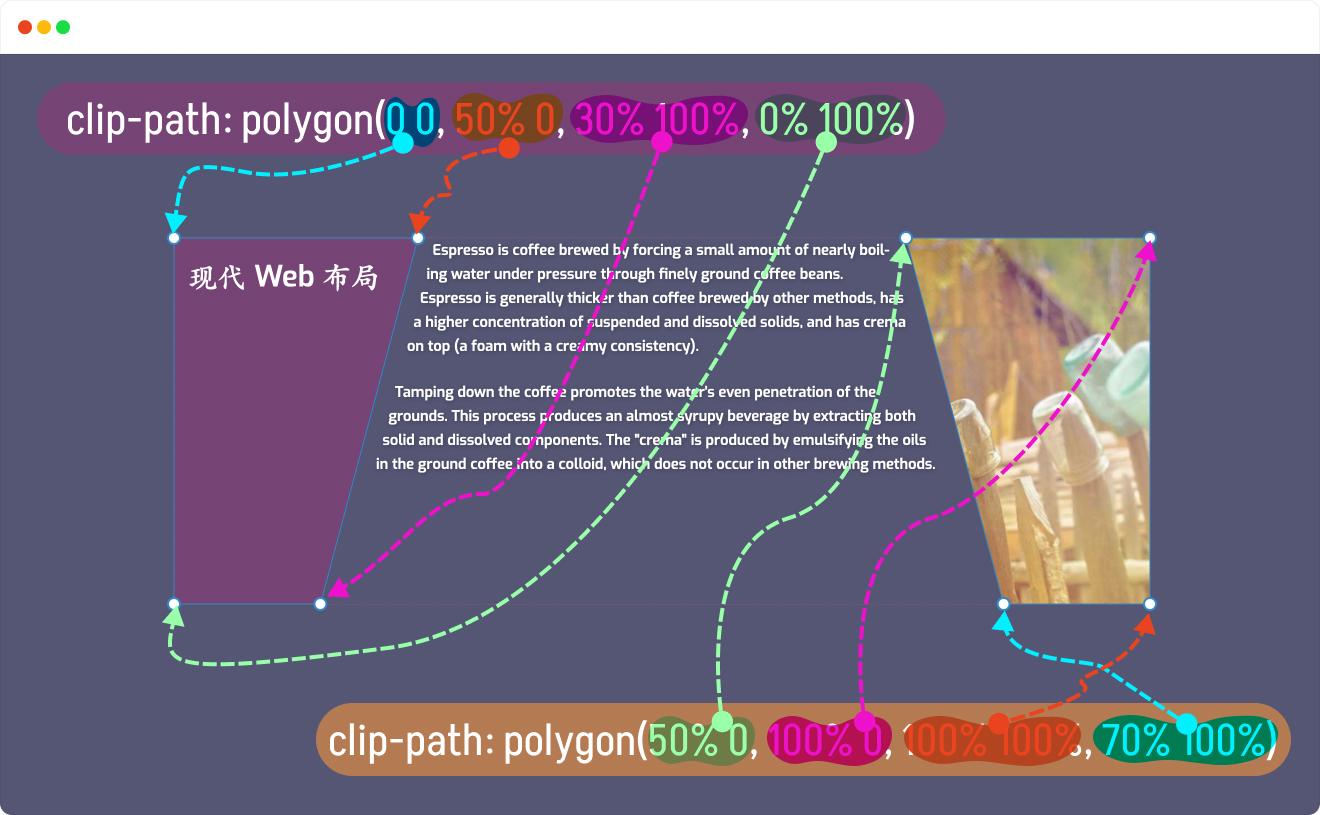 clip-path: polygon(0 0, 50% 0, 30% 100%, 0% 100%)
现代 Web 布局
Espresso is coffee brewed by forcing a small amount of nearly boil-
ing water under pressure through finely ground coffee beans.
Espresso is generally thicker than coffee brewed by other methods, has
a higher concentration of suspended and dissolved solids, and has crema
on top (a foam with a creamy consistency).
Tamping down the coffee promotes the water's even penetration of the
grounds. This process produces an almost syrupy beverage by extracting both
solid and dissolved components. The "crema" is produced by emulsifying the oils
in the ground coffee into a colloid, which does not occur in other brewing methods.
clip-path: polygon(50% 0, 100% 0, 100% 100%, 70% 100%)